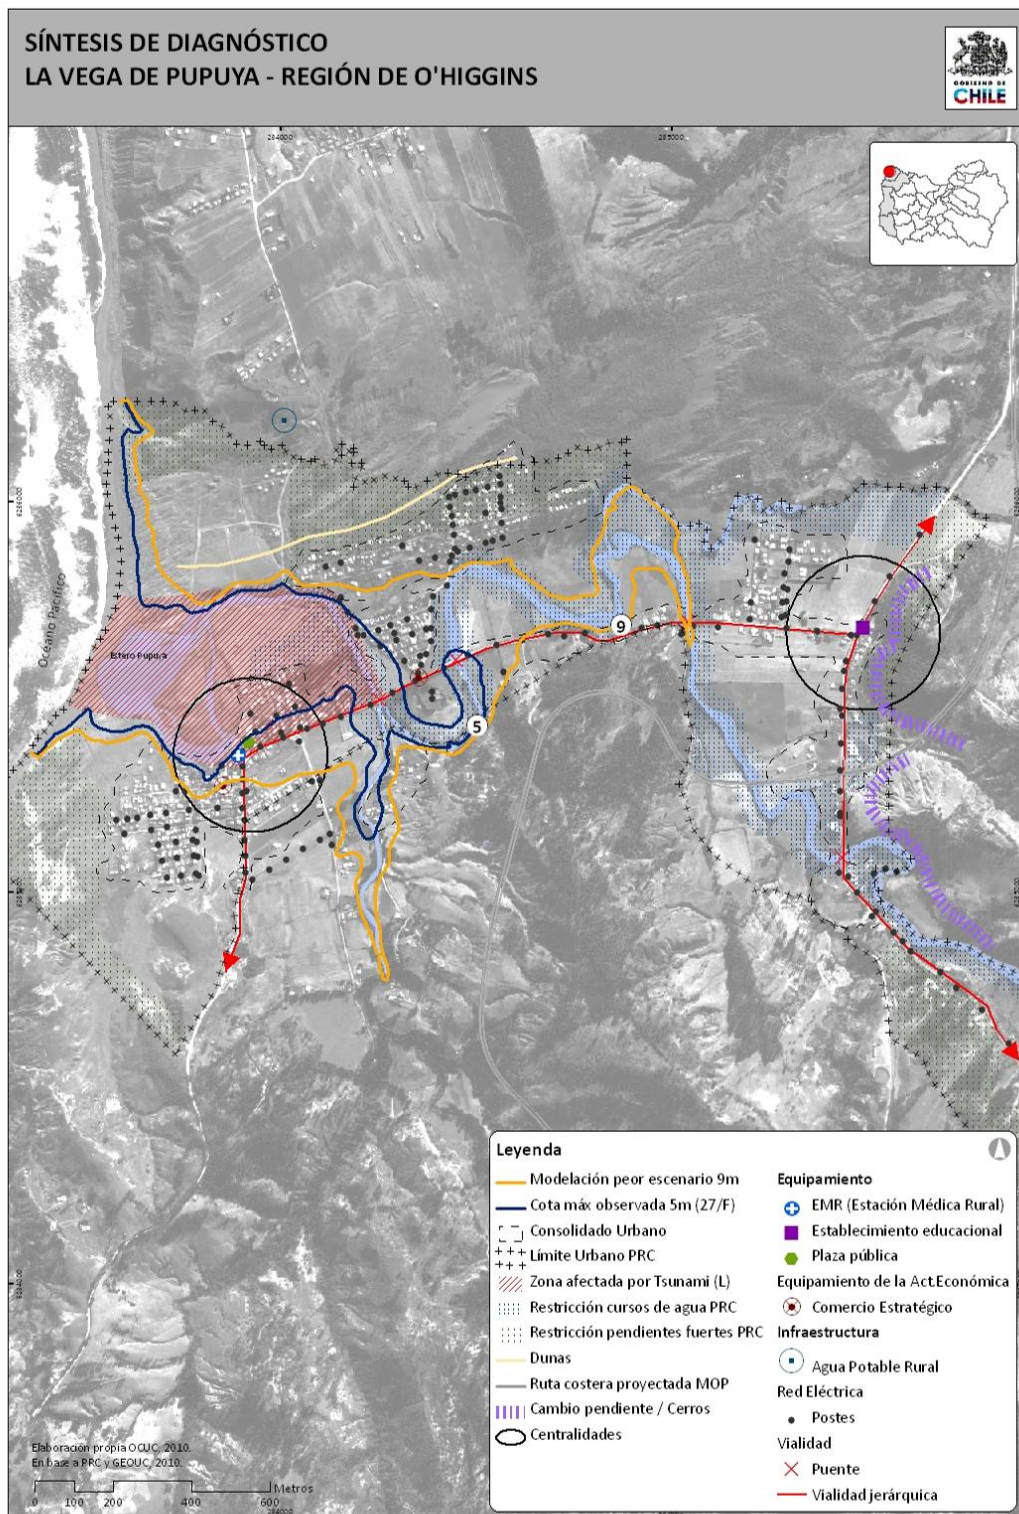 SÍNTESIS DE DIAGNÓSTICO
LA VEGA DE PUPUYA - REGIÓN DE O'HIGGINS
GOBIERNO DE
CHILE
284000
285000
6286000
Océano Pacífico
Estero Pupuya
9
5
Leyenda
Modelación peor escenario 9m
Cota máx observada 5m (27/F)
Consolidado Urbano
Límite Urbano PRC
Zona afectada por Tsunami (L)
Restricción cursos de agua PRC
Restricción pendientes fuertes PRC
Dunas
Ruta costera proyectada MOP
Cambio pendiente / Cerros
Centralidades
Equipamiento
EMR (Estación Médica Rural)
Establecimiento educacional
Plaza pública
Equipamiento de la Act.Económica
Comercio Estratégico
Infraestructura
Agua Potable Rural
Red Eléctrica
Postes
Vialidad
Puente
Vialidad jerárquica
Elaboración propia OCUC, 2010.
En base a PRC y GEOUC, 2010.
Metros
0 100 200 400 600